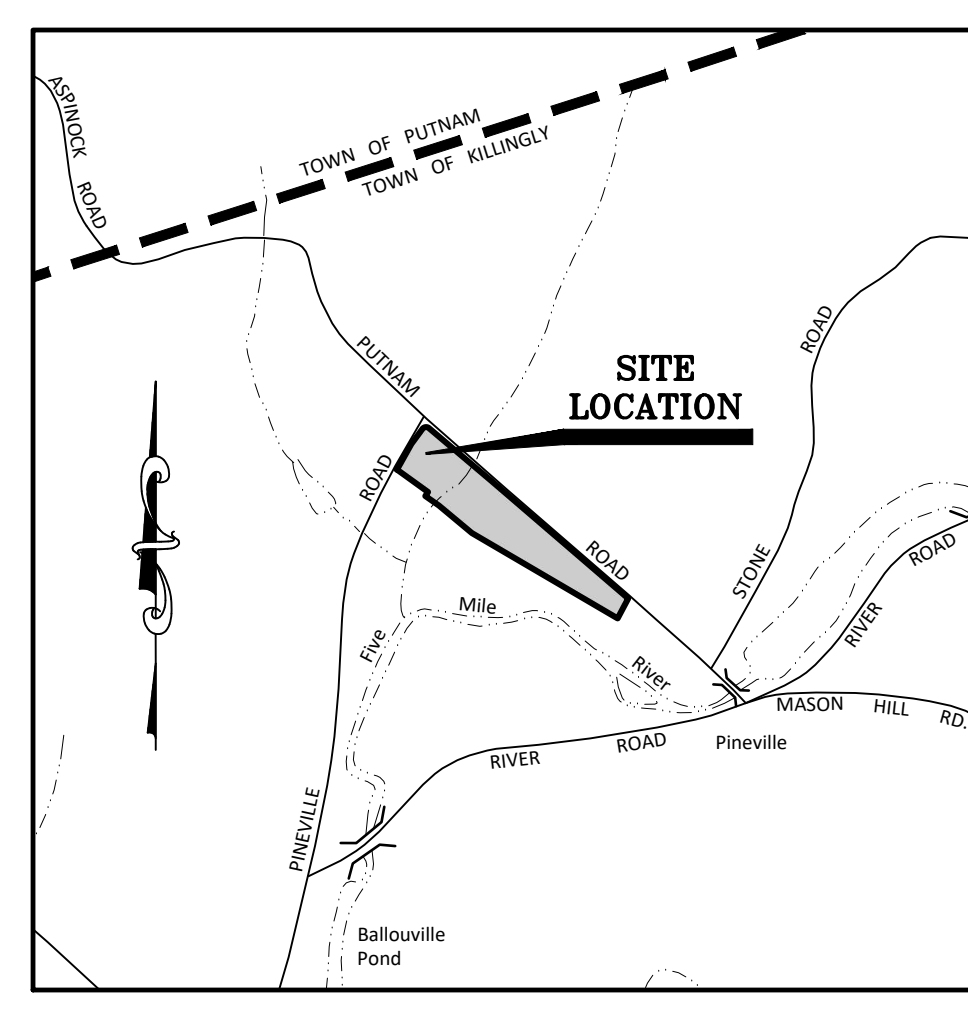 ASPINOCK ROAD
TOWN OF PUTNAM
TOWN OF KILLINGLY
PUTNAM ROAD
SITE
LOCATION
ROAD
STONE
ROAD
PINEVILLE
Five Mile River
RIVER ROAD
MASON HILL RD.
RIVER ROAD
Pineville
Ballouville
Pond